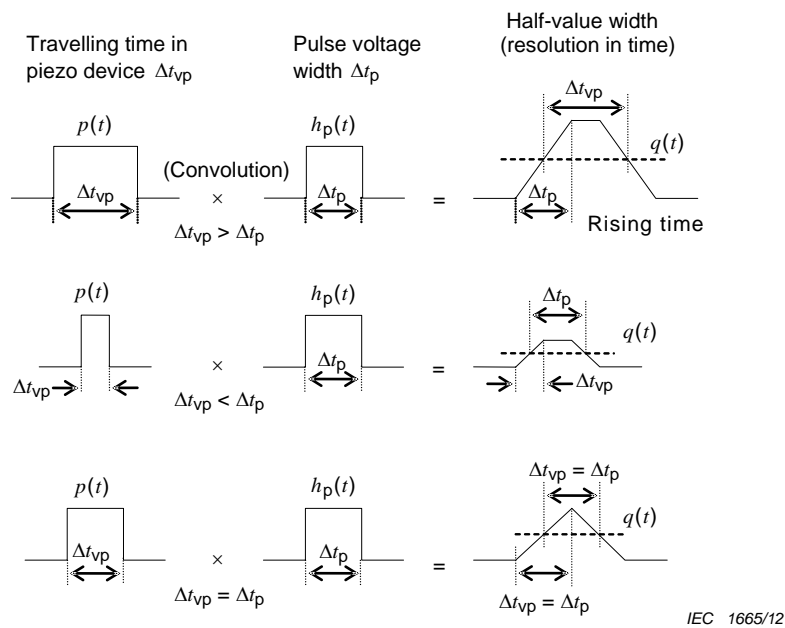 Travelling time in
piezo device Δtvp
Pulse voltage
width Δtp
Half-value width
(resolution in time)
p(t)
Δtvp
(Convolution)
×
Δtvp > Δtp
hp(t)
Δtp
=
Δtvp
q(t)
Δtp
Rising time
p(t)
Δtvp
×
Δtvp < Δtp
hp(t)
Δtp
=
Δtp
q(t)
Δtvp
p(t)
Δtvp
×
Δtvp = Δtp
hp(t)
Δtp
=
Δtvp = Δtp
q(t)
Δtvp = Δtp
IEC 1665/12